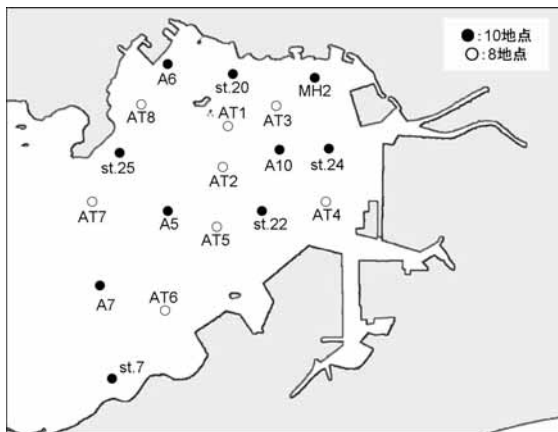 ●:10地点
○:8地点
A6
st.20
MH2
AT8
AT1
AT3
st.25
AT2
A10
st.24
AT7
A5
AT5
st.22
AT4
A7
AT6
st.7